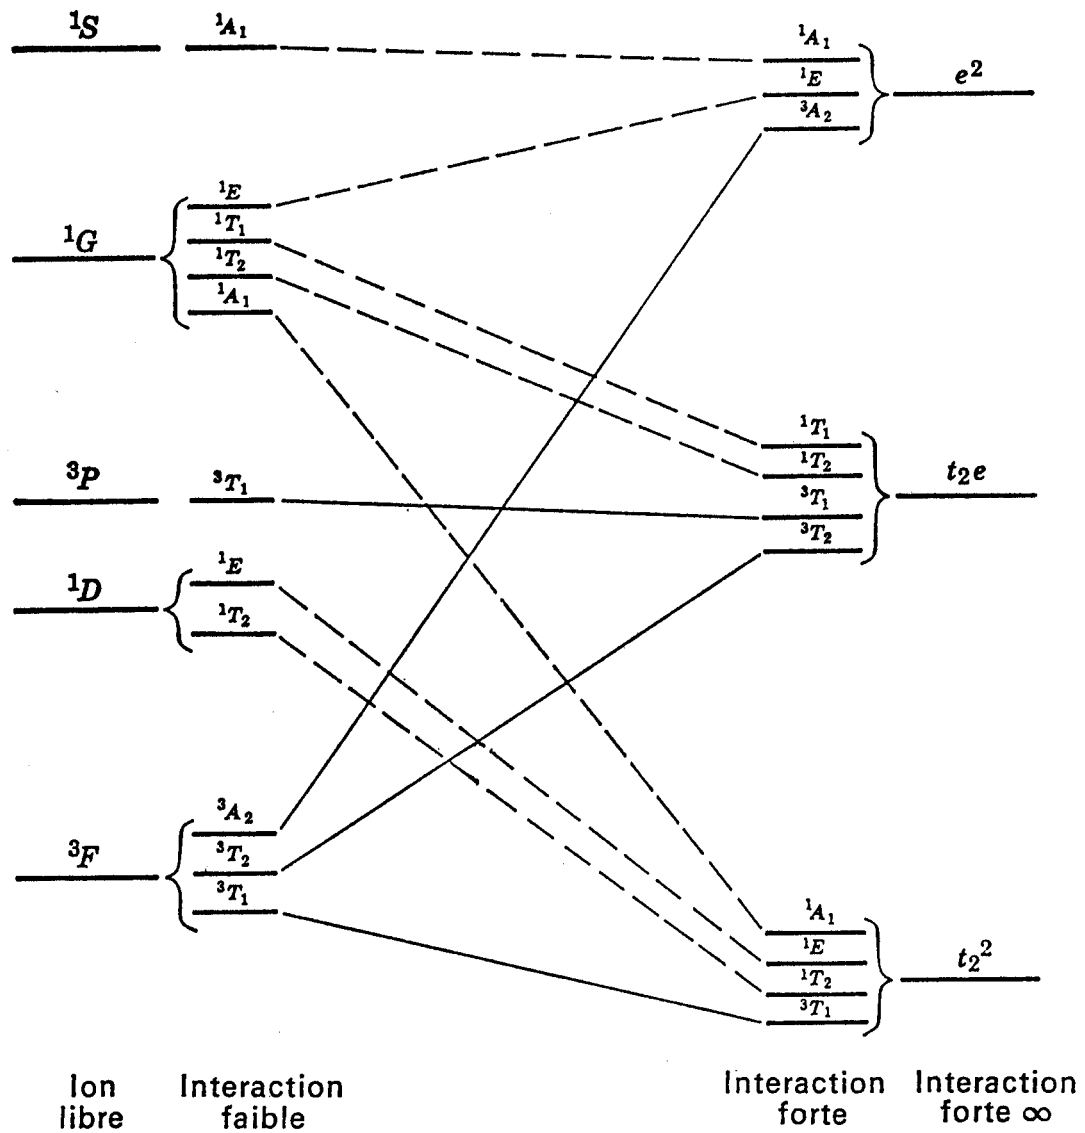 ¹S
¹A₁
¹A₁
¹E
e²
³A₂
¹E
¹T₁
¹G
¹T₂
¹A₁
¹T₁
¹T₂
t₂e
³P
³T₁
³T₁
³T₂
¹E
¹D
¹T₂
³A₂
³F
³T₂
³T₁
¹A₁
¹E
t₂²
¹T₂
³T₁
Ion libre
Interaction faible
Interaction forte
Interaction forte ∞